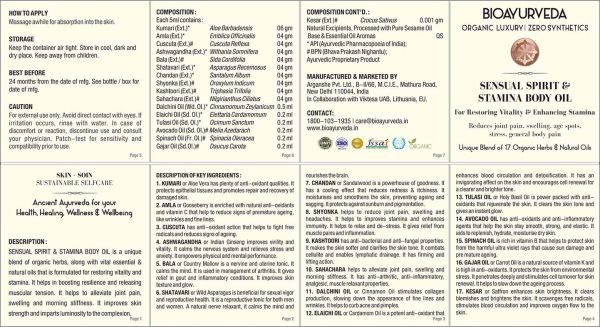 HOW TO APPLY
Massage awhile for absorption into the skin.
STORAGE
Keep the container air tight. Store in cool, dark and
dry place. Keep away from children.
BEST BEFORE
24 months from the date of mfg. See bottle / box for
date of mfg.
CAUTION
For external use only. Avoid direct contact with eyes. If
irritation occurs, rinse with water. In case of
discomfort or reaction, discontinue use and consult
your physician. Patch-test for sensitivity and
compatibility prior to use.
Page 5
COMPOSITION :
Each 5ml contains :
Kumari (Ext.)* Aloe Barbadensis 06 gm
Amla (Ext.)* Emblica Officinalis 04 gm
Cuscuta (Ext.)# Cuscuta Reflexa 04 gm
Ashwagandha (Ext.)* Withania Somnifera 04 gm
Bala (Ext.)# Sida Cordifolia 04 gm
Shatavari (Ext.)* Asparagus Recemosus 04 gm
Chandan (Ext.)* Santalum Album 04 gm
Shyonka (Ext.)# Oroxylum Indicum 04 gm
Kashtoori (Ext.)# Triphasia Trifolia 04 gm
Sahachara (Ext.)# Nilgirianthus Ciliatus 04 gm
Dalchini Oil (Wd. Ol.)* Cinnamomum Zeylanicum 0.5 ml
Elaichi Oil (Sd. Ol.)* Elettaria Cardamomum 0.2 ml
Tulasi Oil (Sd. Ol.)* Ocimum Sanctum 0.2 ml
Avocado Oil (Sd. Ol.)# Melia Azedarach 0.2 ml
Spinach Oil (Fr. Ol.)# Spinacia Oleracea 0.2 ml
Gajar Oil (Sd. Ol.)# Daucus Carota 0.2 ml
Page 6
COMPOSITION CONT'D. :
Kesar (Ext.)# Crocus Sativus 0.001 gm
Natural Excipients, Processed with Pure Sesame Oil
Base & Essential Oil Aromas QS
* API (Ayurvedic Pharmacopoeia of India);
# BPN (Bhava Prakash Nighantu);
Ayurvedic Proprietary Product
MANUFACTURED & MARKETED BY
Arganshe Pvt. Ltd., B-II/66, M.C.I.E., Mathura Road,
New Delhi 110044, India
In Collaboration with Viktesa UAB, Lithuania, EU.
CONTACT
1800-103-1935 | care@bioayurveda.in
www.bioayurveda.in
fssai
ORGANIC
Page 7
BIOAYURVEDA
ORGANIC LUXURY | ZERO SYNTHETICS
SENSUAL SPIRIT &
STAMINA BODY OIL
For Restoring Vitality & Enhancing Stamina
Reduces joint pain, swelling, age spots,
stress, general body pain
Unique Blend of 17 Organic Herbs & Natural Oils
SKIN - SOIN
SUSTAINABLE SELFCARE
Ancient Ayurveda for your
Health, Healing, Wellness & Wellbeing
DESCRIPTION :
SENSUAL SPIRIT & STAMINA BODY OIL is a unique
blend of organic herbs, along with vital essential &
natural oils that is formulated for restoring vitality and
stamina. It helps in boosting resilience and releasing
muscular tension. It helps to alleviate joint pain,
swelling and morning stiffness. It improves skin
strength and imparts luminosity to the complexion.
Page 1
DESCRIPTION OF KEY INGREDIENTS :
1. KUMARI or Aloe Vera has plenty of anti-oxidant qualities. It
protects epithelial tissues and promotes repair and recovery of
damaged skin.
2. AMLA or Gooseberry is enriched with natural anti-oxidants
and vitamin C that help to reduce signs of premature ageing,
like wrinkles and fine lines.
3. CUSCUTA has anti-oxidant action that helps to fight free
radicals and reduces signs of ageing.
4. ASHWAGANDHA or Indian Ginseng improves virility and
vitality. It calms the nervous system and relieves stress and
anxiety. It empowers physical and mental performance.
5. BALA or Country Mallow is a nervine and uterine tonic. It
calms the mind. It is used in management of arthritis. It gives
relief in gout and inflammatory conditions. It improves skin
texture and glow.
6. SHATAWARI or Wild Asparagus is beneficial for sexual vigor
and reproductive health. It is a reproductive tonic for both men
and women. A natural nerve relaxant, it calms the mind and
Page 2
nourishes the brain.
7. CHANDAN or Sandalwood is a powerhouse of goodness. It
has a cooling effect that reduces redness & itchiness. It
moisturises and smoothens the skin, preventing ageing and
sagging. It protects against sunburn and pigmentation.
8. SHYONKA helps to reduce joint pain, swelling and
headaches. It helps to improves stamina and enhances
immunity. It helps to relax and de-stress. It gives relief from
muscle pains and inflammation.
9. KASHTOORI has anti-bacterial and anti-fungal properties.
It makes the skin softer and clarifies the skin tone. It combats
cellulite and enables lymphatic drainage. It has firming and
lifting action.
10. SAHACHARA helps to alleviate joint pain, swelling and
morning stiffness. It has anti-arthritic, anti-inflammatory,
analgesic, muscle relaxant properties.
11. DALCHINI OIL or Cinnamon Oil stimulates collagen
production, slowing down the appearance of fine lines and
wrinkles. It helps to curb acne and pimples.
12. ELAICHI OIL or Cardamom Oil is a potent anti-oxidant that
Page 3
enhances blood circulation and detoxification. It has an
invigorating effect on the skin and encourages cell renewal for
a clearer and brighter tone.
13. TULASI OIL or Holy Basil Oil is power packed with anti-
oxidants that rejuvenate the skin. It clears the skin tone and
gives an instant glow.
14. AVOCADO OIL has anti-oxidants and anti-inflammatory
agents that help the skin stay smooth, strong, and elastic. It
aids to replenish, hydrate, moisturise dry skin.
15. SPINACH OIL is rich in vitamin B that helps to protect skin
from the harmful ultra violet rays that cause sun damage and
pre mature ageing.
16. GAJAR OIL or Carrot Oil is a natural source of vitamin K and
is high in anti-oxidants. It protects the skin from environmental
stress. It penetrates deeply and stimulates cell turnover for skin
renewal. It helps to slow down the ageing process.
17. KESAR or Saffron enhances skin brightness. It clears
blemishes and brightens the skin. It scavenges free radicals,
stimulates blood circulation and improves oxygen flow to the
skin.
Page 4